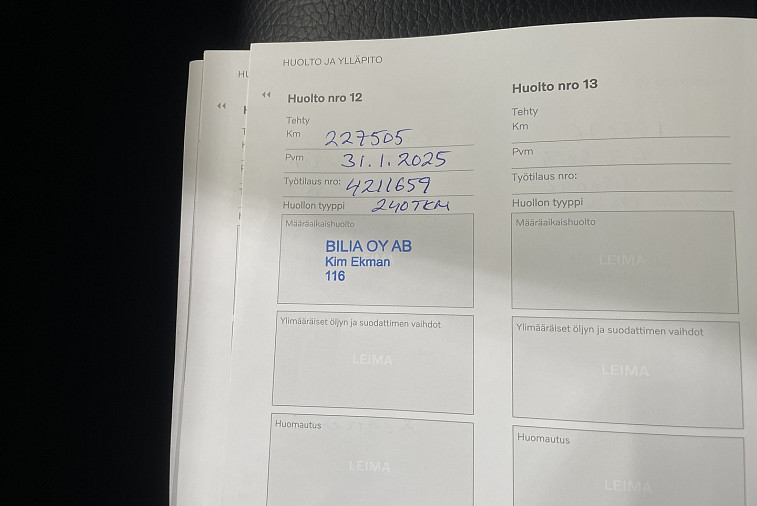 HUOLTO JA YLLÄPITO
HU
Huolto nro 12
Tehty
Km 227505
Pvm 31.1.2025
Työtilaus nro: 4211659
Huollon tyyppi 240TKM
Määräaikaishuolto
BILIA OY AB
Kim Ekman
116
Ylimääräiset öljyn ja suodattimen vaihdot
LEIMA
Huomautus
LEIMA
Huolto nro 13
Tehty
Km
Pvm
Työtilaus nro:
Huollon tyyppi
Määräaikaishuolto
LEIMA
Ylimääräiset öljyn ja suodattimen vaihdot
LEIMA
Huomautus
LEIMA